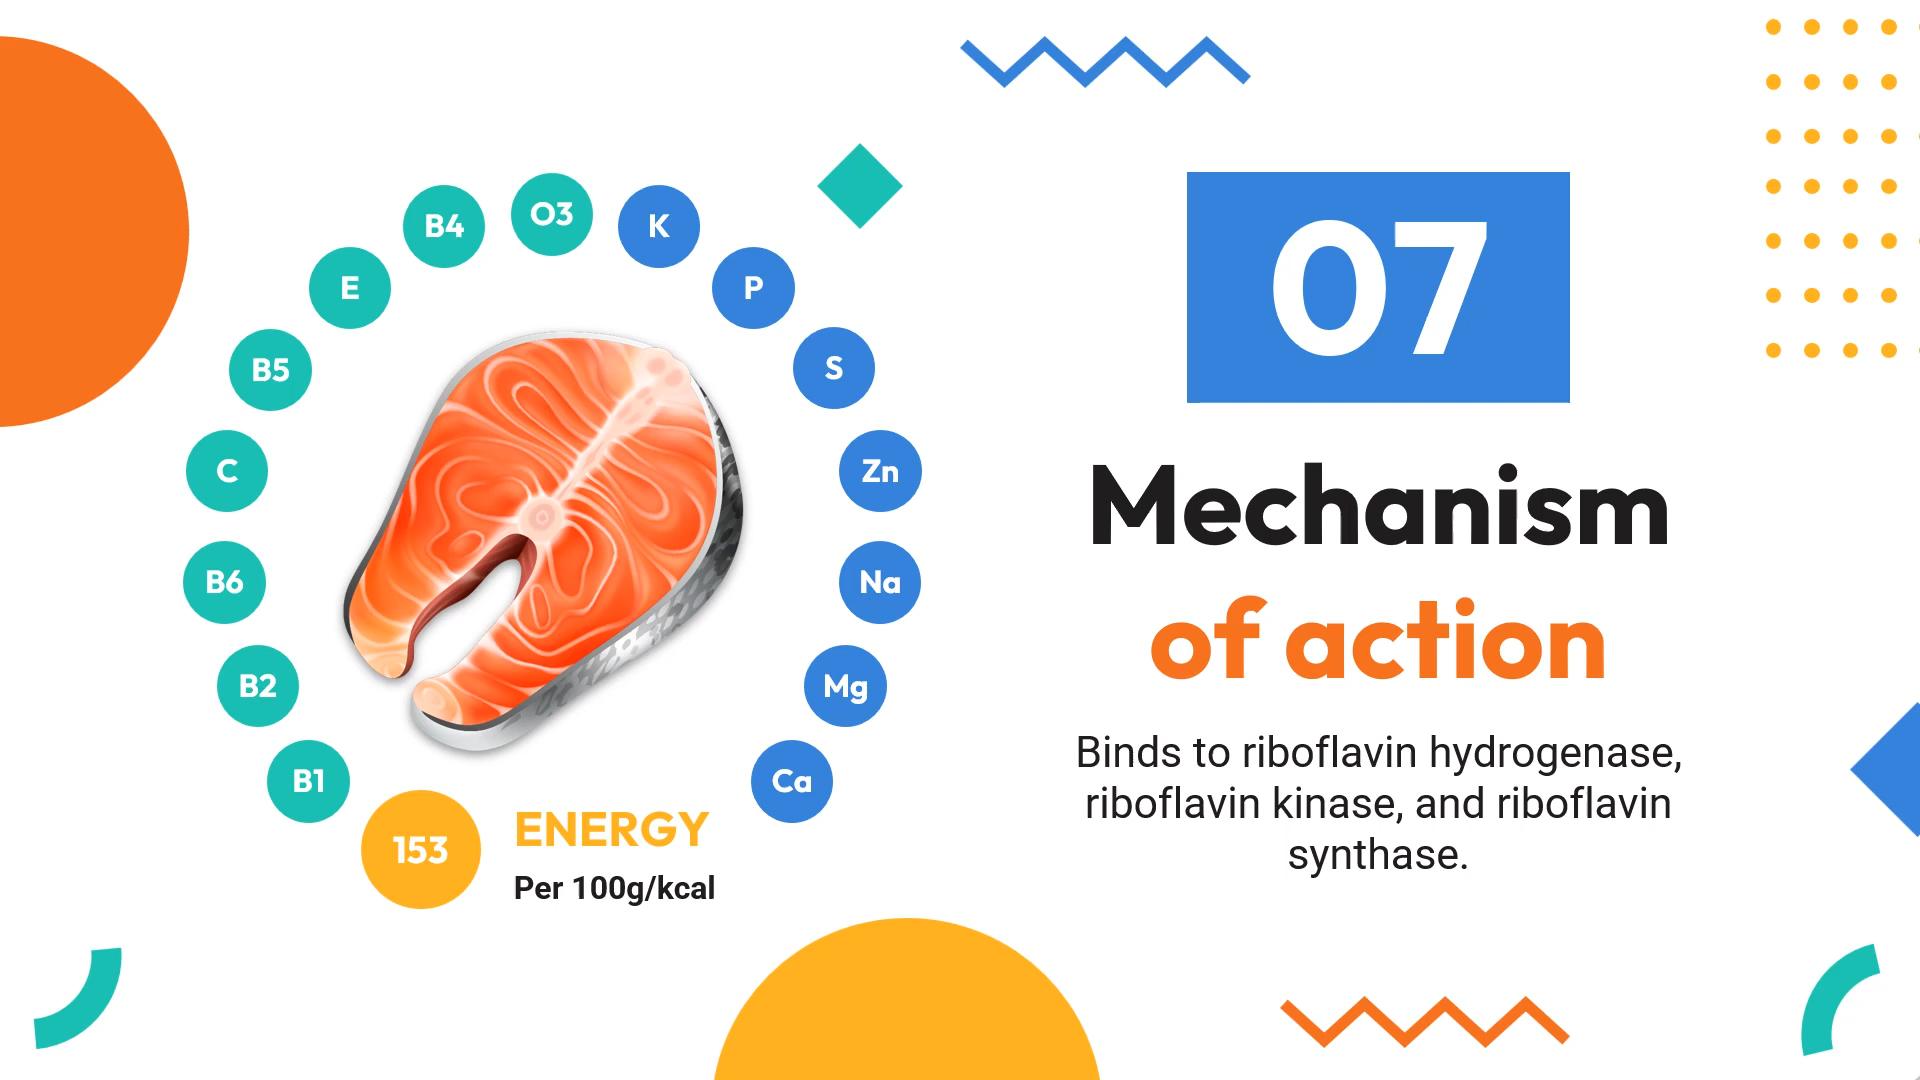 O3
B4
K
E
P
B5
S
C
Zn
B6
Na
B2
Mg
B1
Ca
153
ENERGY
Per 100g/kcal
07
Mechanism
of action
Binds to riboflavin hydrogenase,
riboflavin kinase, and riboflavin
synthase.